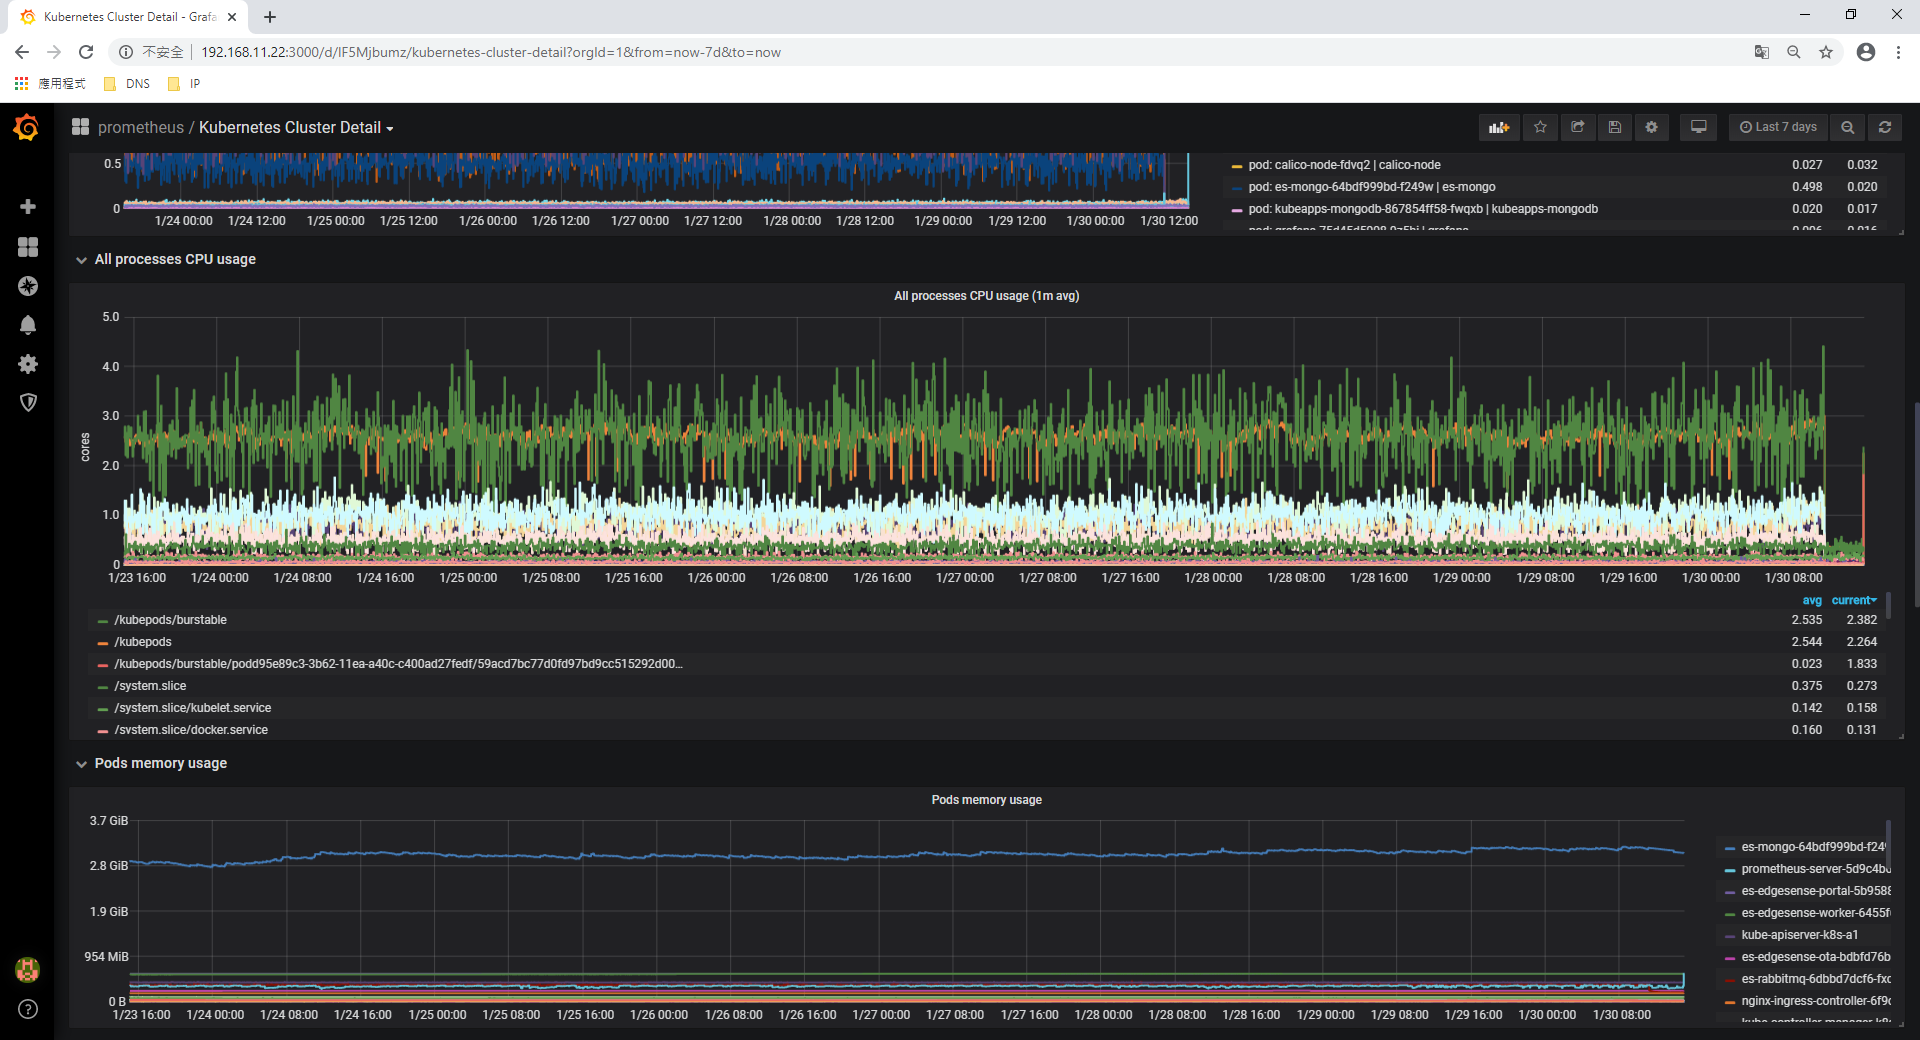 Kubernetes Cluster Detail - Grafa
不安全 192.168.11.22:3000/d/IF5Mjbumz/kubernetes-cluster-detail?orgId=1&from=now-7d&to=now
應用程式 DNS IP
prometheus / Kubernetes Cluster Detail
Last 7 days
0.5
0
1/24 00:00 1/24 12:00 1/25 00:00 1/25 12:00 1/26 00:00 1/26 12:00 1/27 00:00 1/27 12:00 1/28 00:00 1/28 12:00 1/29 00:00 1/29 12:00 1/30 00:00 1/30 12:00
pod: calico-node-fdvq2 | calico-node 0.027 0.032
pod: es-mongo-64bdf999bd-f249w | es-mongo 0.498 0.020
pod: kubeapps-mongodb-867854ff58-fwqxb | kubeapps-mongodb 0.020 0.017
All processes CPU usage
All processes CPU usage (1m avg)
cores
5.0
4.0
3.0
2.0
1.0
0
1/23 16:00 1/24 00:00 1/24 08:00 1/24 16:00 1/25 00:00 1/25 08:00 1/25 16:00 1/26 00:00 1/26 08:00 1/26 16:00 1/27 00:00 1/27 08:00 1/27 16:00 1/28 00:00 1/28 08:00 1/28 16:00 1/29 00:00 1/29 08:00 1/29 16:00 1/30 00:00 1/30 08:00
avg current
/kubepods/burstable 2.535 2.382
/kubepods 2.544 2.264
/kubepods/burstable/podd95e89c3-3b62-11ea-a40c-c400ad27fedf/59acd7bc77d0fd97bd9cc515292d00... 0.023 1.833
/system.slice 0.375 0.273
/system.slice/kubelet.service 0.142 0.158
/system.slice/docker.service 0.160 0.131
Pods memory usage
Pods memory usage
3.7 GiB
2.8 GiB
1.9 GiB
954 MiB
0 B
1/23 16:00 1/24 00:00 1/24 08:00 1/24 16:00 1/25 00:00 1/25 08:00 1/25 16:00 1/26 00:00 1/26 08:00 1/26 16:00 1/27 00:00 1/27 08:00 1/27 16:00 1/28 00:00 1/28 08:00 1/28 16:00 1/29 00:00 1/29 08:00 1/29 16:00 1/30 00:00 1/30 08:00
es-mongo-64bdf999bd-f24
prometheus-server-5d9c4b
es-edgesense-portal-5b9588
es-edgesense-worker-6455f
kube-apiserver-k8s-a1
es-edgesense-ota-bdbfd76b
es-rabbitmq-6dbbd7dcf6-fx
nginx-ingress-controller-6f9